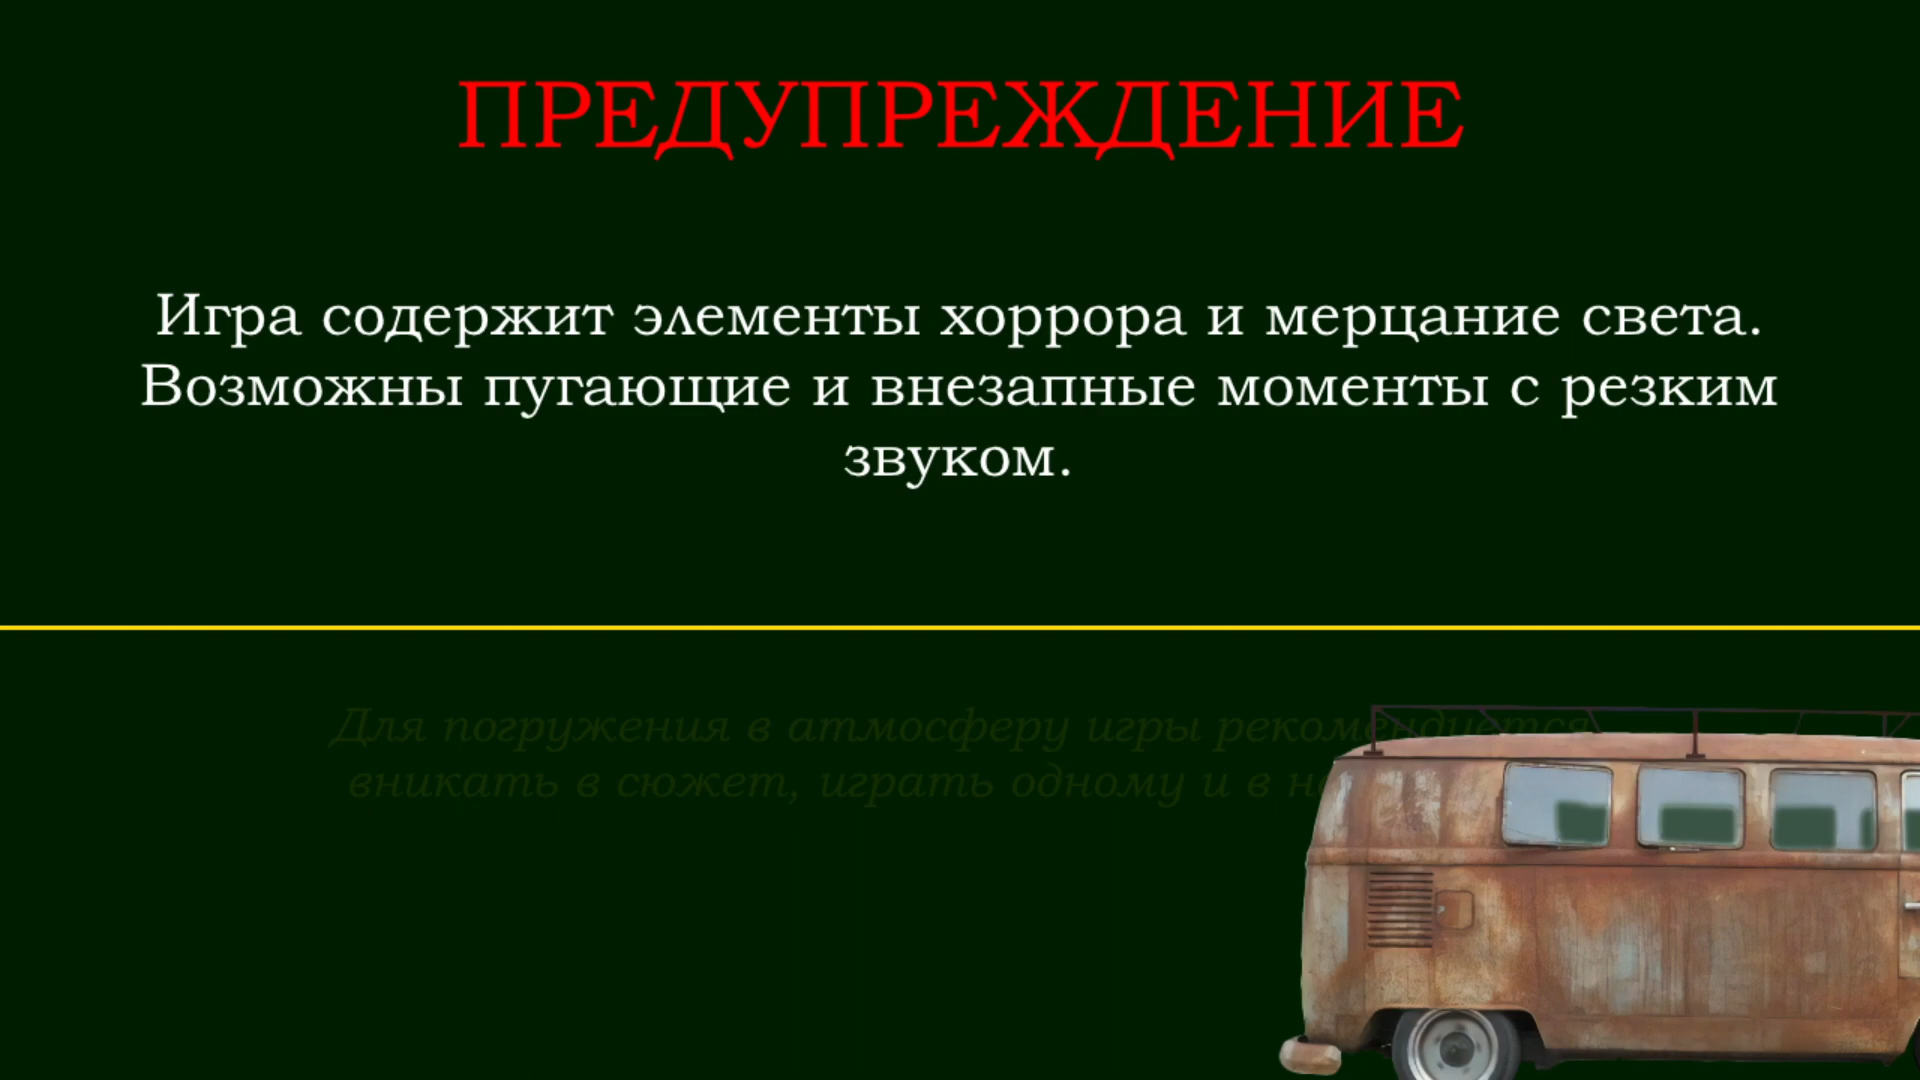 ПРЕДУПРЕЖДЕНИЕ
Игра содержит элементы хоррора и мерцание света.
Возможны пугающие и внезапные моменты с резким
звуком.
Для погружения в атмосферу игры рекомендуется
вникать в сюжет, играть одному и в